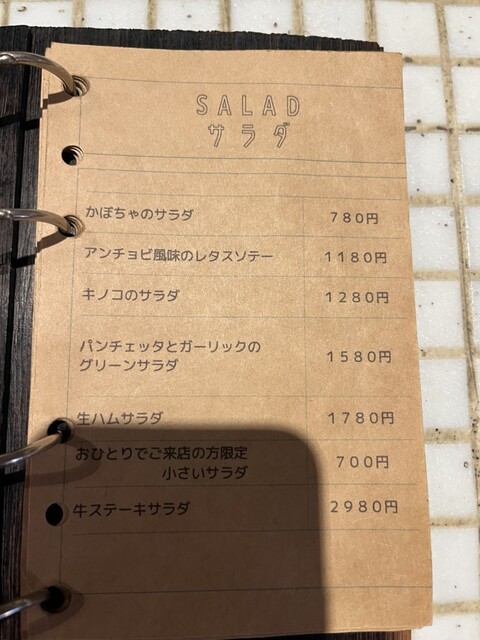 SALAD
サラダ
かぼちゃのサラダ 780円
アンチョビ風味のレタスソテー 1180円
キノコのサラダ 1280円
パンチェッタとガーリックの
グリーンサラダ 1580円
生ハムサラダ 1780円
おひとりでご来店の方限定
小さいサラダ 700円
牛ステーキサラダ 2980円